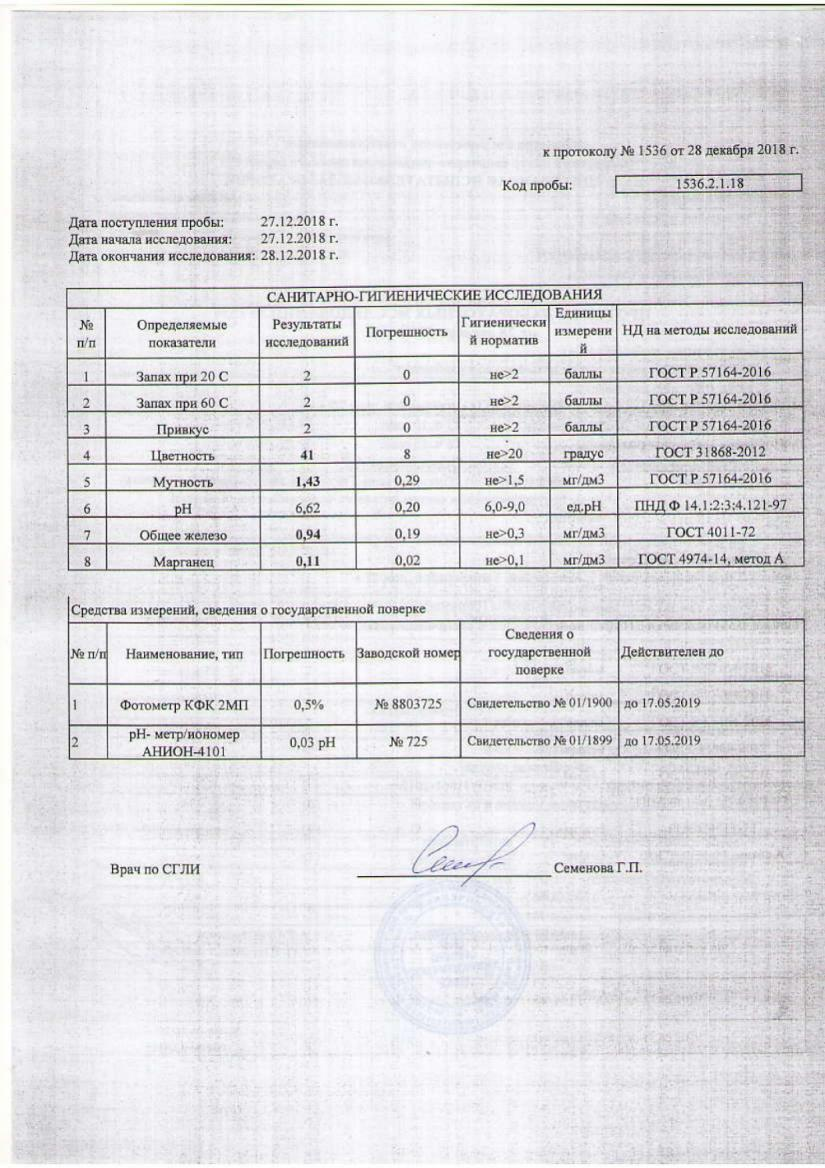 к протоколу № 1536 от 28 декабря 2018 г.
Код пробы: 1536.2.1.18
Дата поступления пробы: 27.12.2018 г.
Дата начала исследования: 27.12.2018 г.
Дата окончания исследования: 28.12.2018 г.
САНИТАРНО-ГИГИЕНИЧЕСКИЕ ИССЛЕДОВАНИЯ
№ п/п Определяемые показатели Результаты исследований Погрешность Гигиенически й норматив Единицы измерени й НД на методы исследований
1 Запах при 20 С 2 0 не>2 баллы ГОСТ Р 57164-2016
2 Запах при 60 С 2 0 не>2 баллы ГОСТ Р 57164-2016
3 Привкус 2 0 не>2 баллы ГОСТ Р 57164-2016
4 Цветность 41 8 не>20 градус ГОСТ 31868-2012
5 Мутность 1,43 0,29 не>1,5 мг/дм3 ГОСТ Р 57164-2016
6 pH 6,62 0,20 6,0-9,0 ед.pH ПНД Ф 14.1:2:3:4.121-97
7 Общее железо 0,94 0,19 не>0,3 мг/дм3 ГОСТ 4011-72
8 Марганец 0,11 0,02 не>0,1 мг/дм3 ГОСТ 4974-14, метод А
Средства измерений, сведения о государственной поверке
№ п/п Наименование, тип Погрешность Заводской номер Сведения о государственной поверке Действителен до
1 Фотометр КФК 2МП 0,5% № 8803725 Свидетельство № 01/1900 до 17.05.2019
2 pH- метр/иономер АНИОН-4101 0,03 pH № 725 Свидетельство № 01/1899 до 17.05.2019
Врач по СГЛИ Семенова Г.П.